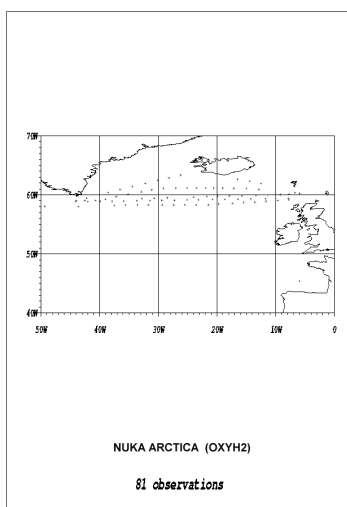 70N
60N
50N
40N
50W 40W 30W 20W 10W 0
NUKA ARCTICA (OXYH2)
81 observations